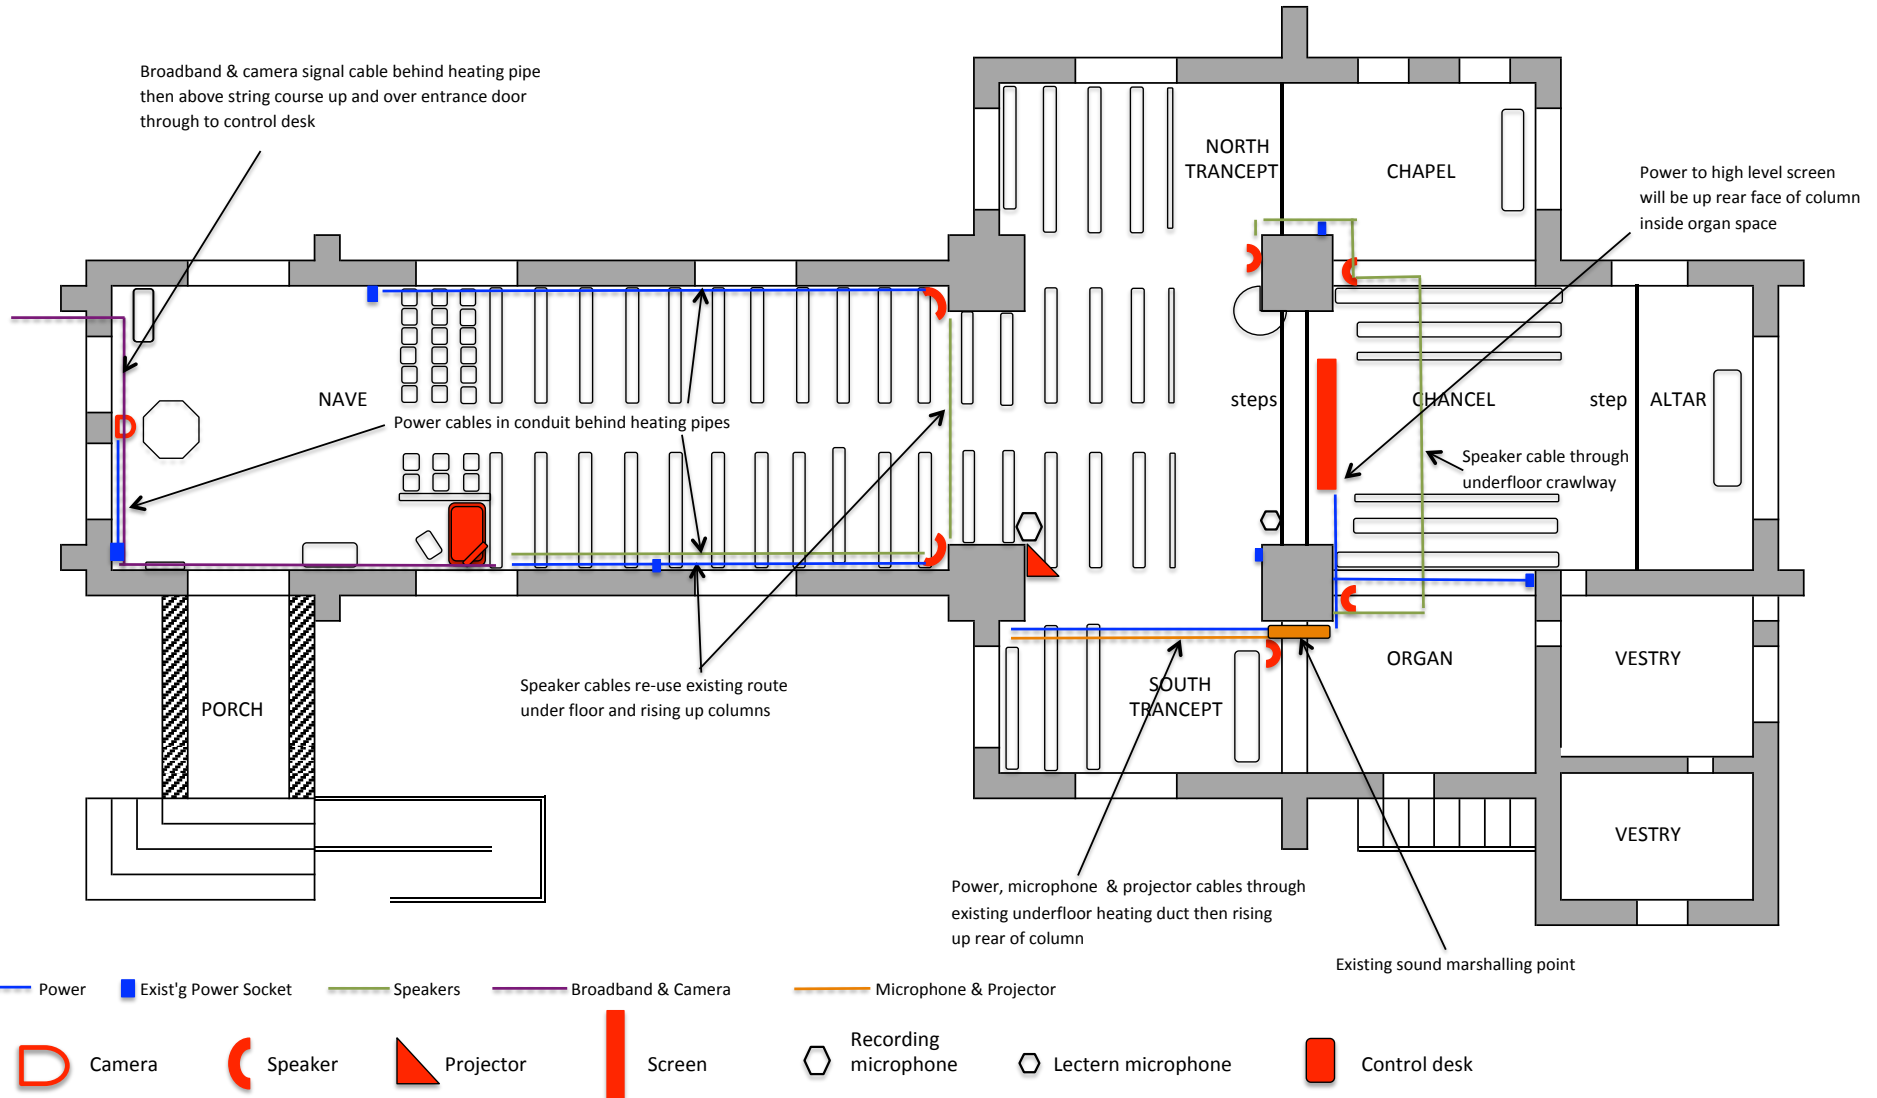 Broadband & camera signal cable behind heating pipe
then above string course up and over entrance door
through to control desk
NORTH
TRANCEPT
CHAPEL
Power to high level screen
will be up rear face of column
inside organ space
NAVE
Power cables in conduit behind heating pipes
steps
CHANCEL
step
ALTAR
Speaker cable through
underfloor crawlway
Speaker cables re-use existing route
under floor and rising up columns
PORCH
SOUTH
TRANCEPT
ORGAN
VESTRY
VESTRY
Power, microphone & projector cables through
existing underfloor heating duct then rising
up rear of column
Existing sound marshalling point
Power
Exist'g Power Socket
Speakers
Broadband & Camera
Microphone & Projector
Camera
Speaker
Projector
Screen
Recording
microphone
Lectern microphone
Control desk